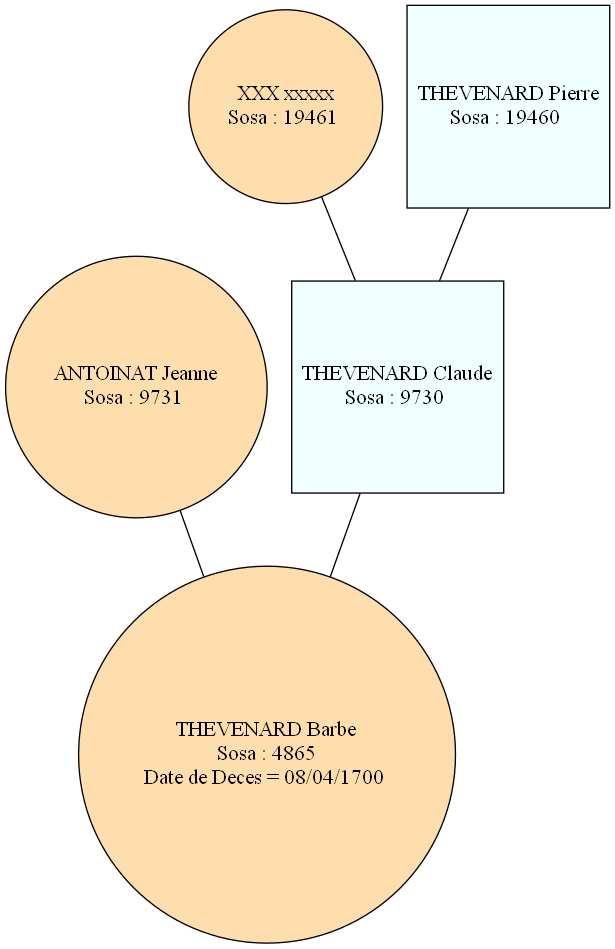 XXX xxxxx
Sosa : 19461
THEVENARD Pierre
Sosa : 19460
ANTOINAT Jeanne
Sosa : 9731
THEVENARD Claude
Sosa : 9730
THEVENARD Barbe
Sosa : 4865
Date de Deces = 08/04/1700